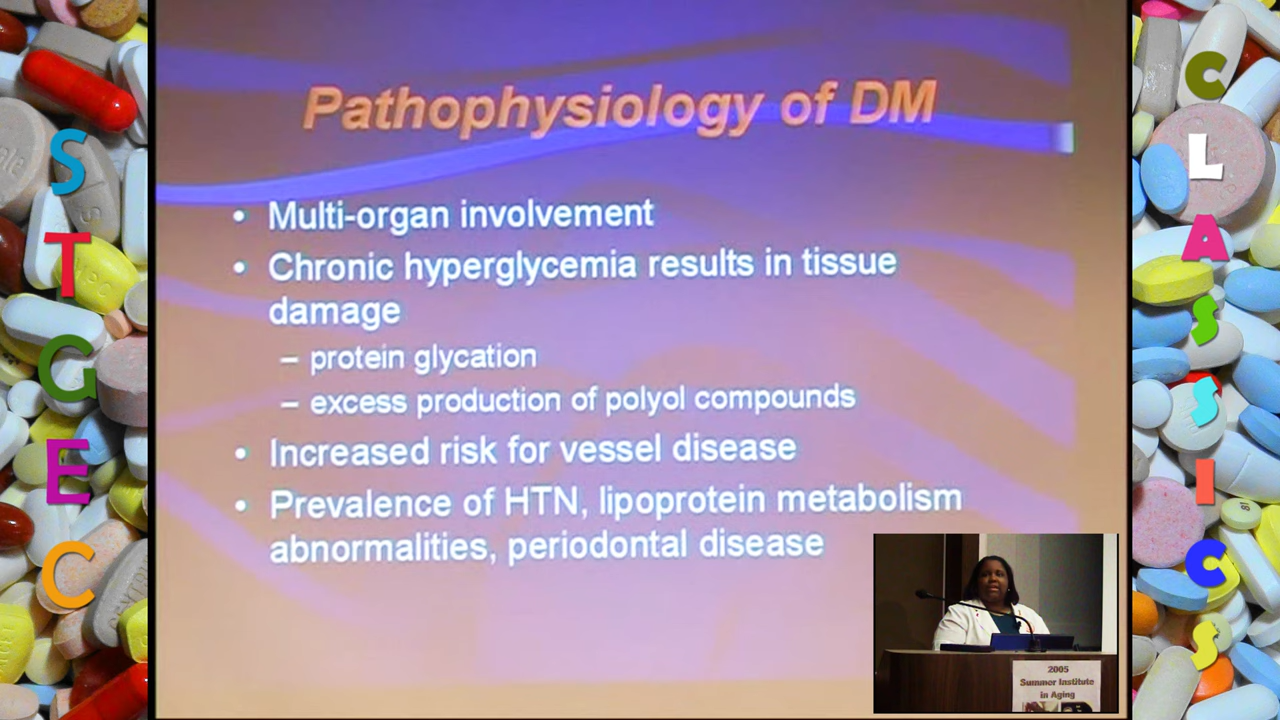 STGEC
Pathophysiology of DM
• Multi-organ involvement
• Chronic hyperglycemia results in tissue
damage
– protein glycation
– excess production of polyol compounds
• Increased risk for vessel disease
• Prevalence of HTN, lipoprotein metabolism
abnormalities, periodontal disease
2005
Summer Institute
in Aging
CLASSICS